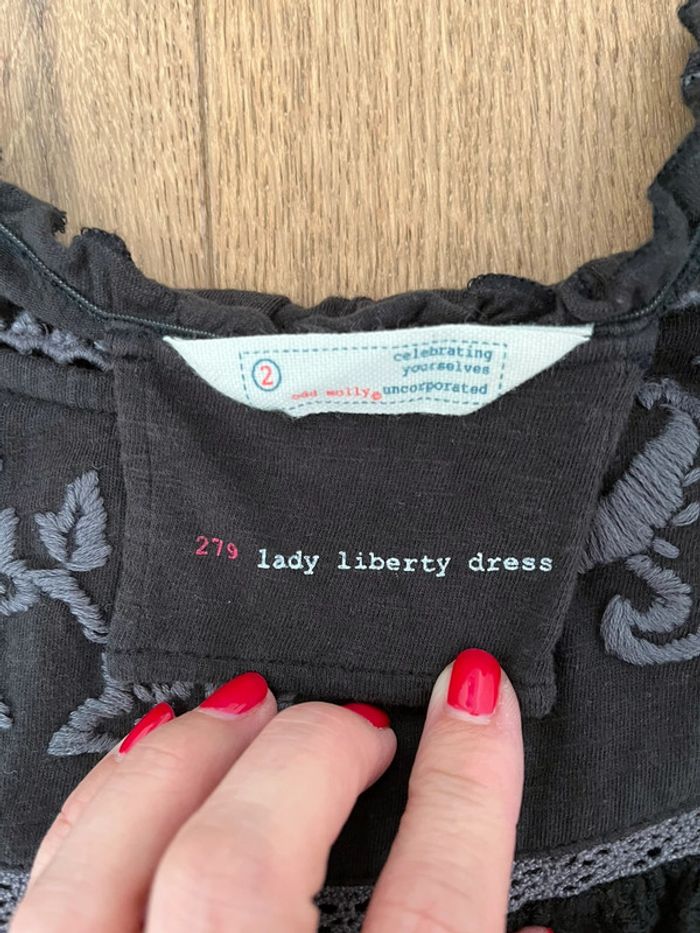 2
celebrating
yourselves
odd molly® uncorporated
279 lady liberty dress